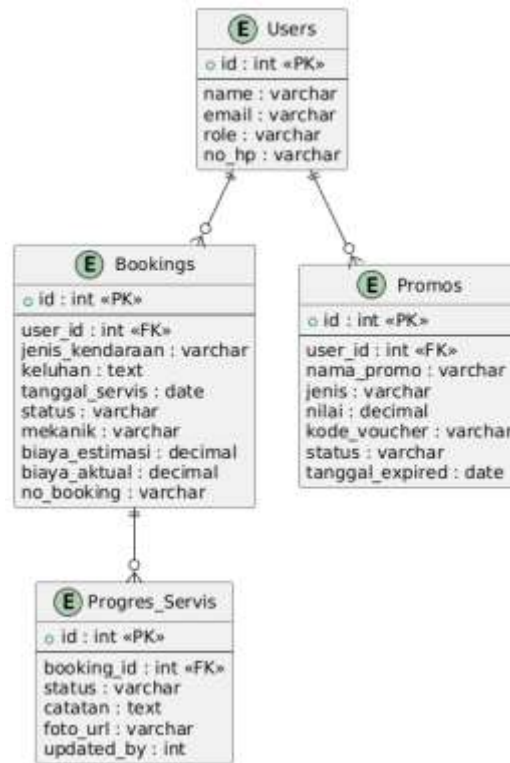 E Users
id : int «PK»
name : varchar
email : varchar
role : varchar
no_hp : varchar
E Bookings
id : int «PK»
user_id : int «FK»
jenis_kendaraan : varchar
keluhan : text
tanggal_servis : date
status : varchar
mekanik : varchar
biaya_estimasi : decimal
biaya_aktual : decimal
no_booking : varchar
E Promos
id : int «PK»
user_id : int «FK»
nama_promo : varchar
jenis : varchar
nilai : decimal
kode_voucher : varchar
status : varchar
tanggal_expired : date
E Progres_Servis
id : int «PK»
booking_id : int «FK»
status : varchar
catatan : text
foto_url : varchar
updated_by : int